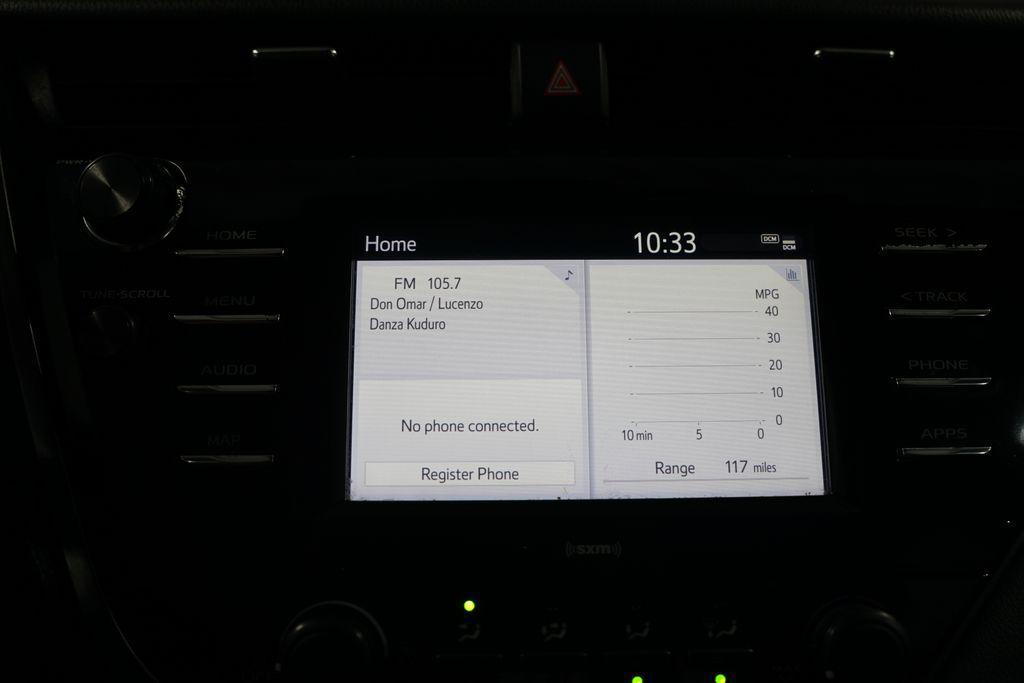 PWR
HOME
TUNE•SCROLL
MENU
AUDIO
MAP
Home 10:33 DCM DCM
FM 105.7
Don Omar / Lucenzo
Danza Kuduro
No phone connected.
Register Phone
MPG
40
30
20
10
0
10 min 5 0
Range 117 miles
SEEK >
< TRACK
PHONE
APPS
((sxm))